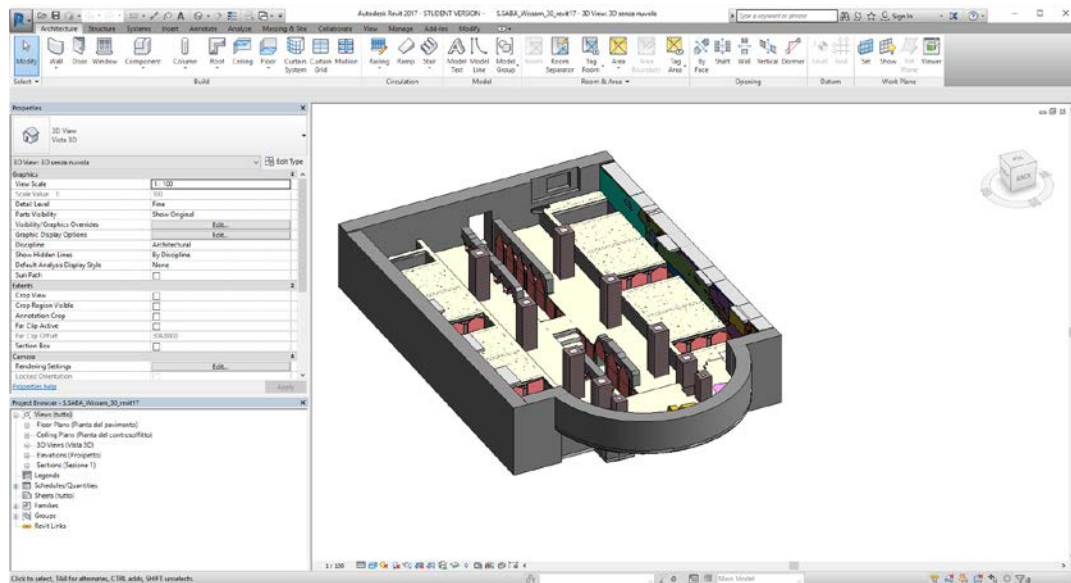 Autodesk Revit 2017 - STUDENT VERSION - S.SABA_Wissam_30_revit17 - 3D View: 3D senza nuvola
Type a keyword or phrase
Sign In
Architecture Structure Systems Insert Annotate Analyze Massing & Site Collaborate View Manage Add-Ins Modify
Modify Wall Door Window Component Column Roof Ceiling Floor Curtain System Curtain Grid Mullion Railing Ramp Stair Model Text Model Line Model Group Room Room Separator Tag Room Area Area Boundary Tag Area By Face Shaft Wall Vertical Dormer Level Grid Set Show Ref Plane Viewer
Select Build Circulation Model Room & Area Opening Datum Work Plane
Properties
3D View
Vista 3D
3D View: 3D senza nuvola Edit Type
Graphics
View Scale 1 : 100
Scale Value 1: 100
Detail Level Fine
Parts Visibility Show Original
Visibility/Graphics Overrides Edit...
Graphic Display Options Edit...
Discipline Architectural
Show Hidden Lines By Discipline
Default Analysis Display Style None
Sun Path
Extents
Crop View
Crop Region Visible
Annotation Crop
Far Clip Active
Far Clip Offset
Section Box
Camera
Rendering Settings Edit...
Locked Orientation
Properties help Apply
Project Browser - S.SABA_Wissam_30_revit17
Views (tutto)
Floor Plans (Pianta del pavimento)
Ceiling Plans (Pianta del controsoffitto)
3D Views (Vista 3D)
Elevations (Prospetto)
Sections (Sezione 1)
Legends
Schedules/Quantities
Sheets (tutto)
Families
Groups
Revit Links
BACK
1 : 100
Click to select, TAB for alternates, CTRL adds, SHIFT unselects.
Main Model